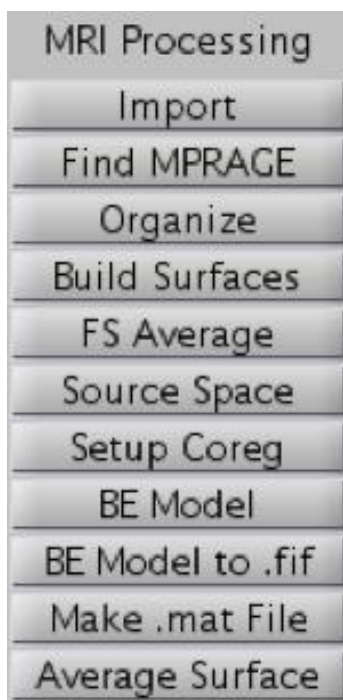 MRI Processing
Import
Find MPRAGE
Organize
Build Surfaces
FS Average
Source Space
Setup Coreg
BE Model
BE Model to .fif
Make .mat File
Average Surface